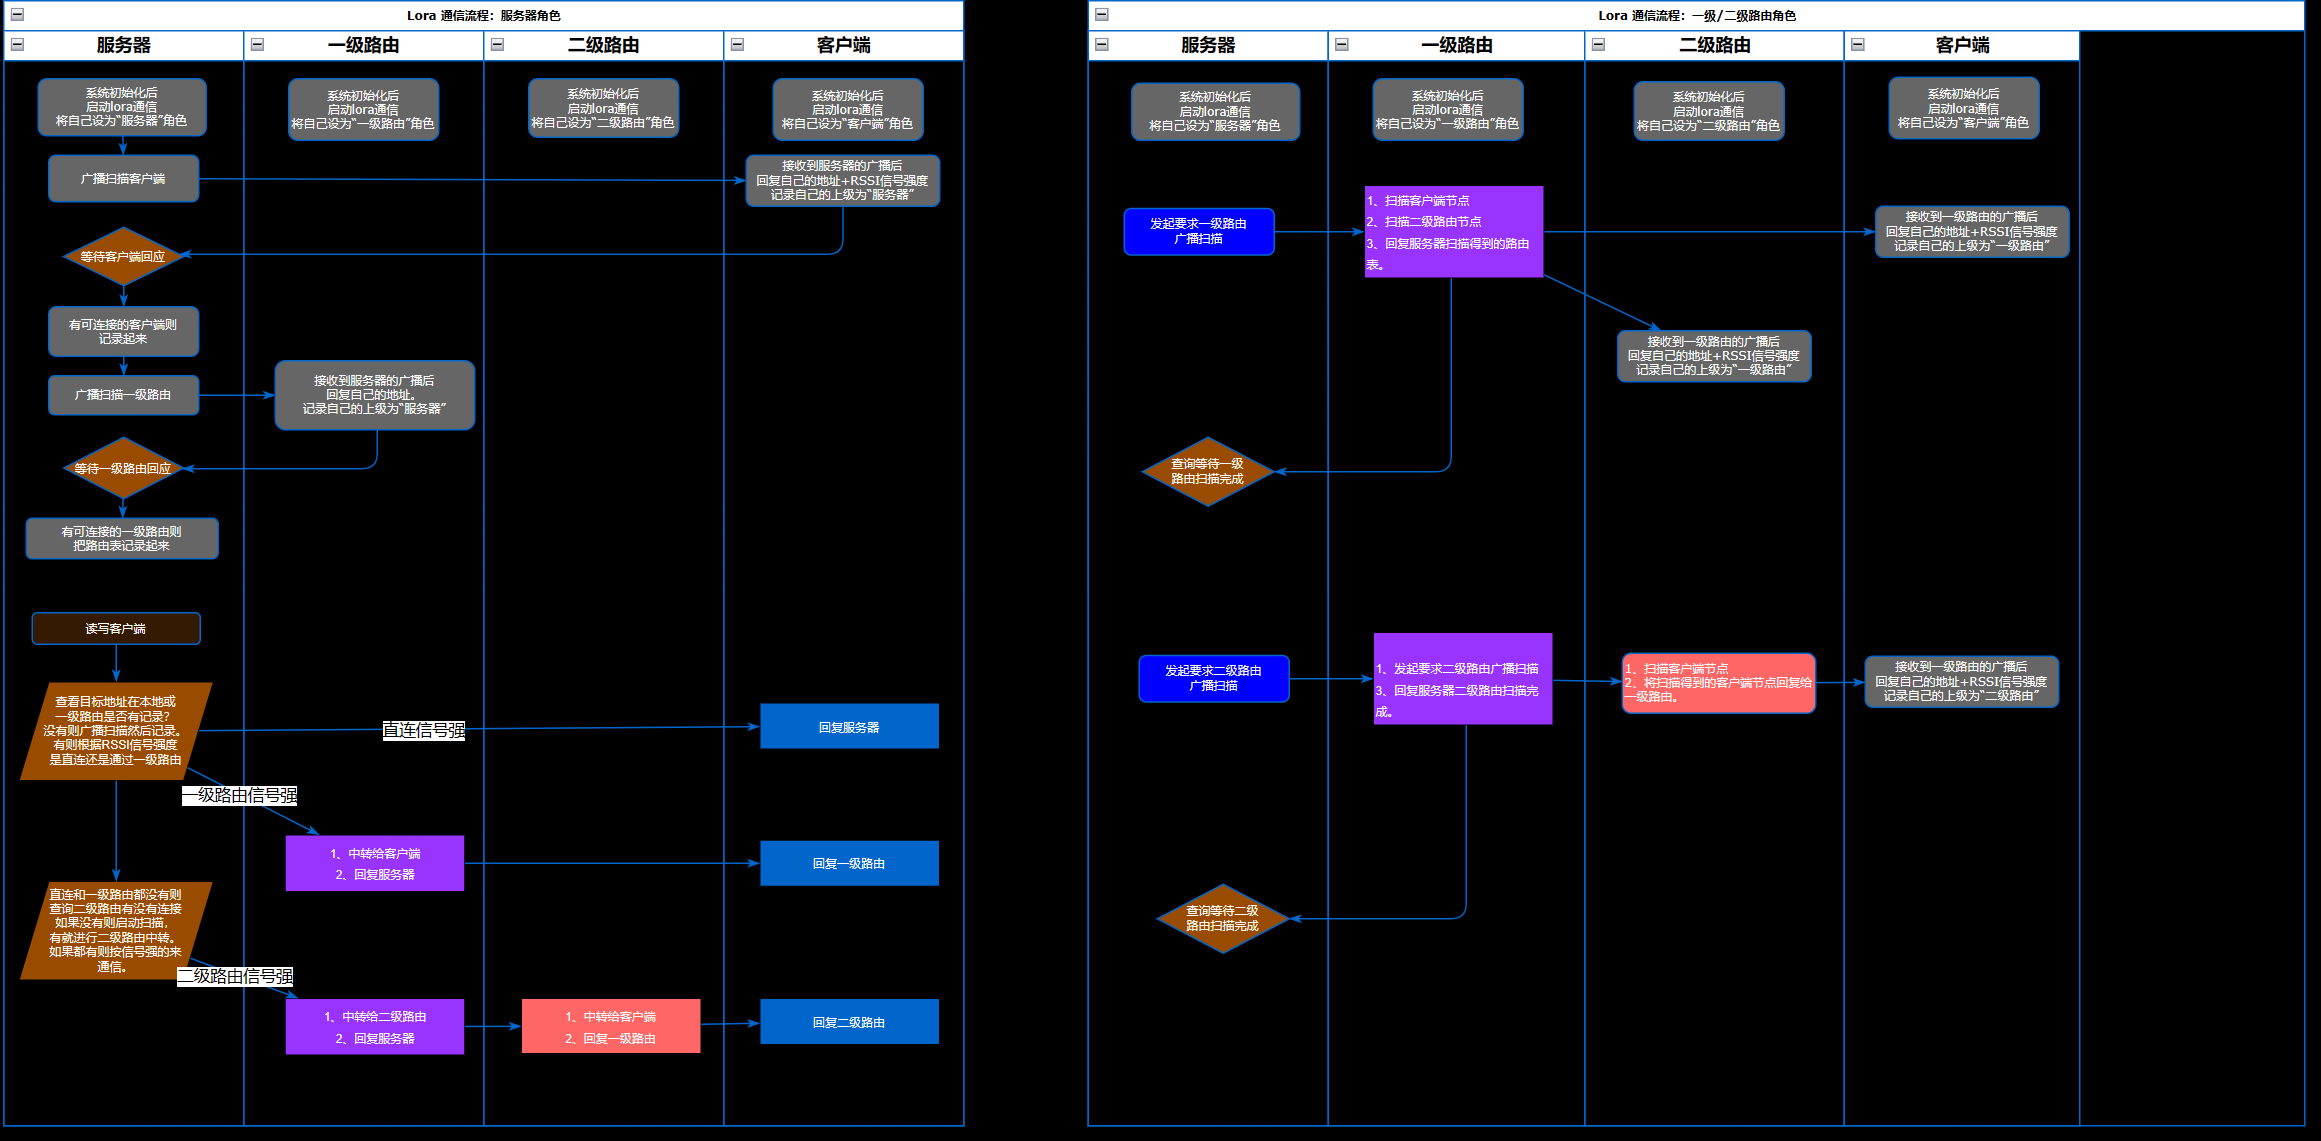 Lora 通信流程：服务器角色
服务器
一级路由
二级路由
客户端
系统初始化后
启动lora通信
将自己设为“服务器”角色
系统初始化后
启动lora通信
将自己设为“一级路由”角色
系统初始化后
启动lora通信
将自己设为“二级路由”角色
系统初始化后
启动lora通信
将自己设为“客户端”角色
广播扫描客户端
接收到服务器的广播后
回复自己的地址+RSSI信号强度
记录自己的上级为“服务器”
等待客户端回应
有可连接的客户端则
记录起来
广播扫描一级路由
接收到服务器的广播后
回复自己的地址。
记录自己的上级为“服务器”
等待一级路由回应
有可连接的一级路由则
把路由表记录起来
读写客户端
查看目标地址在本地或
一级路由是否有记录？
没有则广播扫描然后记录。
有则根据RSSI信号强度
是直连还是通过一级路由
直连信号强
回复服务器
一级路由信号强
1、中转给客户端
2、回复服务器
回复一级路由
直连和一级路由都没有则
查询二级路由有没有连接
如果没有则启动扫描，
有就进行二级路由中转。
如果都有则按信号强的来
通信。
二级路由信号强
1、中转给二级路由
2、回复服务器
1、中转给客户端
2、回复一级路由
回复二级路由
Lora 通信流程：一级/二级路由角色
服务器
一级路由
二级路由
客户端
系统初始化后
启动lora通信
将自己设为“服务器”角色
系统初始化后
启动lora通信
将自己设为“一级路由”角色
系统初始化后
启动lora通信
将自己设为“二级路由”角色
系统初始化后
启动lora通信
将自己设为“客户端”角色
发起要求一级路由
广播扫描
1、扫描客户端节点
2、扫描二级路由节点
3、回复服务器扫描得到的路由
表。
接收到一级路由的广播后
回复自己的地址+RSSI信号强度
记录自己的上级为“一级路由”
接收到一级路由的广播后
回复自己的地址+RSSI信号强度
记录自己的上级为“一级路由”
查询等待一级
路由扫描完成
发起要求二级路由
广播扫描
1、发起要求二级路由广播扫描
3、回复服务器二级路由扫描完
成。
1、扫描客户端节点
2、将扫描得到的客户端节点回复给
一级路由。
接收到一级路由的广播后
回复自己的地址+RSSI信号强度
记录自己的上级为“二级路由”
查询等待二级
路由扫描完成